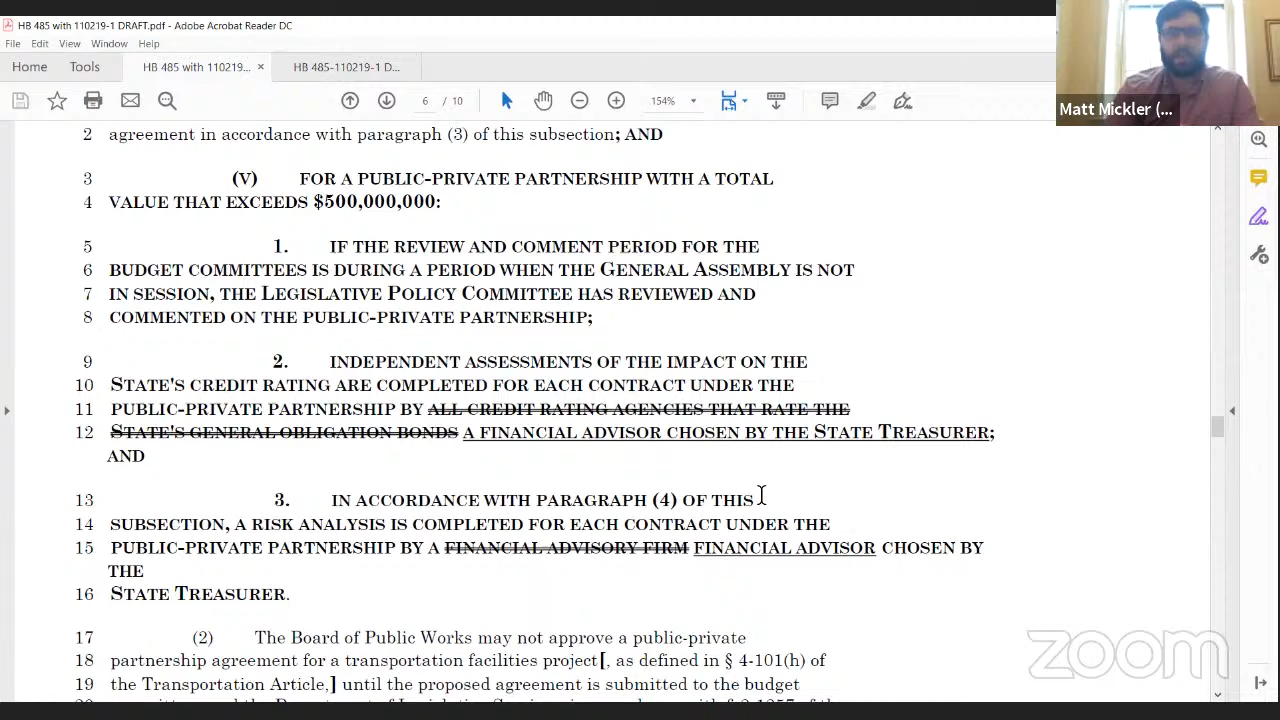 HB 485 with 110219-1 DRAFT.pdf - Adobe Acrobat Reader DC
File Edit View Window Help
Home Tools HB 485 with 110219... × HB 485-110219-1 D...
6 / 10 154%
Matt Mickler (...
2 agreement in accordance with paragraph (3) of this subsection; AND
3 (V) FOR A PUBLIC-PRIVATE PARTNERSHIP WITH A TOTAL
4 VALUE THAT EXCEEDS $500,000,000:
5 1. IF THE REVIEW AND COMMENT PERIOD FOR THE
6 BUDGET COMMITTEES IS DURING A PERIOD WHEN THE GENERAL ASSEMBLY IS NOT
7 IN SESSION, THE LEGISLATIVE POLICY COMMITTEE HAS REVIEWED AND
8 COMMENTED ON THE PUBLIC-PRIVATE PARTNERSHIP;
9 2. INDEPENDENT ASSESSMENTS OF THE IMPACT ON THE
10 STATE'S CREDIT RATING ARE COMPLETED FOR EACH CONTRACT UNDER THE
11 PUBLIC-PRIVATE PARTNERSHIP BY ALL CREDIT RATING AGENCIES THAT RATE THE
12 STATE'S GENERAL OBLIGATION BONDS A FINANCIAL ADVISOR CHOSEN BY THE STATE TREASURER;
AND
13 3. IN ACCORDANCE WITH PARAGRAPH (4) OF THIS
14 SUBSECTION, A RISK ANALYSIS IS COMPLETED FOR EACH CONTRACT UNDER THE
15 PUBLIC-PRIVATE PARTNERSHIP BY A FINANCIAL ADVISORY FIRM FINANCIAL ADVISOR CHOSEN BY
THE
16 STATE TREASURER.
17 (2) The Board of Public Works may not approve a public-private
18 partnership agreement for a transportation facilities project[, as defined in § 4-101(h) of
19 the Transportation Article,] until the proposed agreement is submitted to the budget
zoom